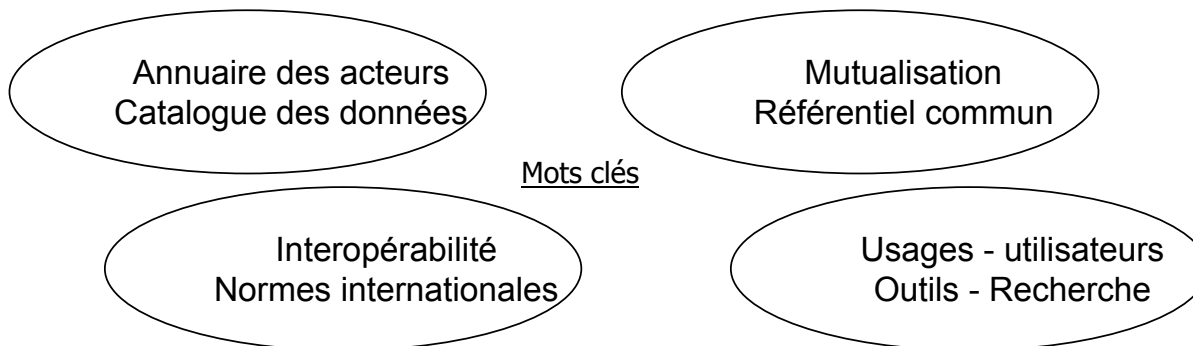 Annuaire des acteurs
Catalogue des données
Mutualisation
Référentiel commun
Mots clés
Interopérabilité
Normes internationales
Usages - utilisateurs
Outils - Recherche